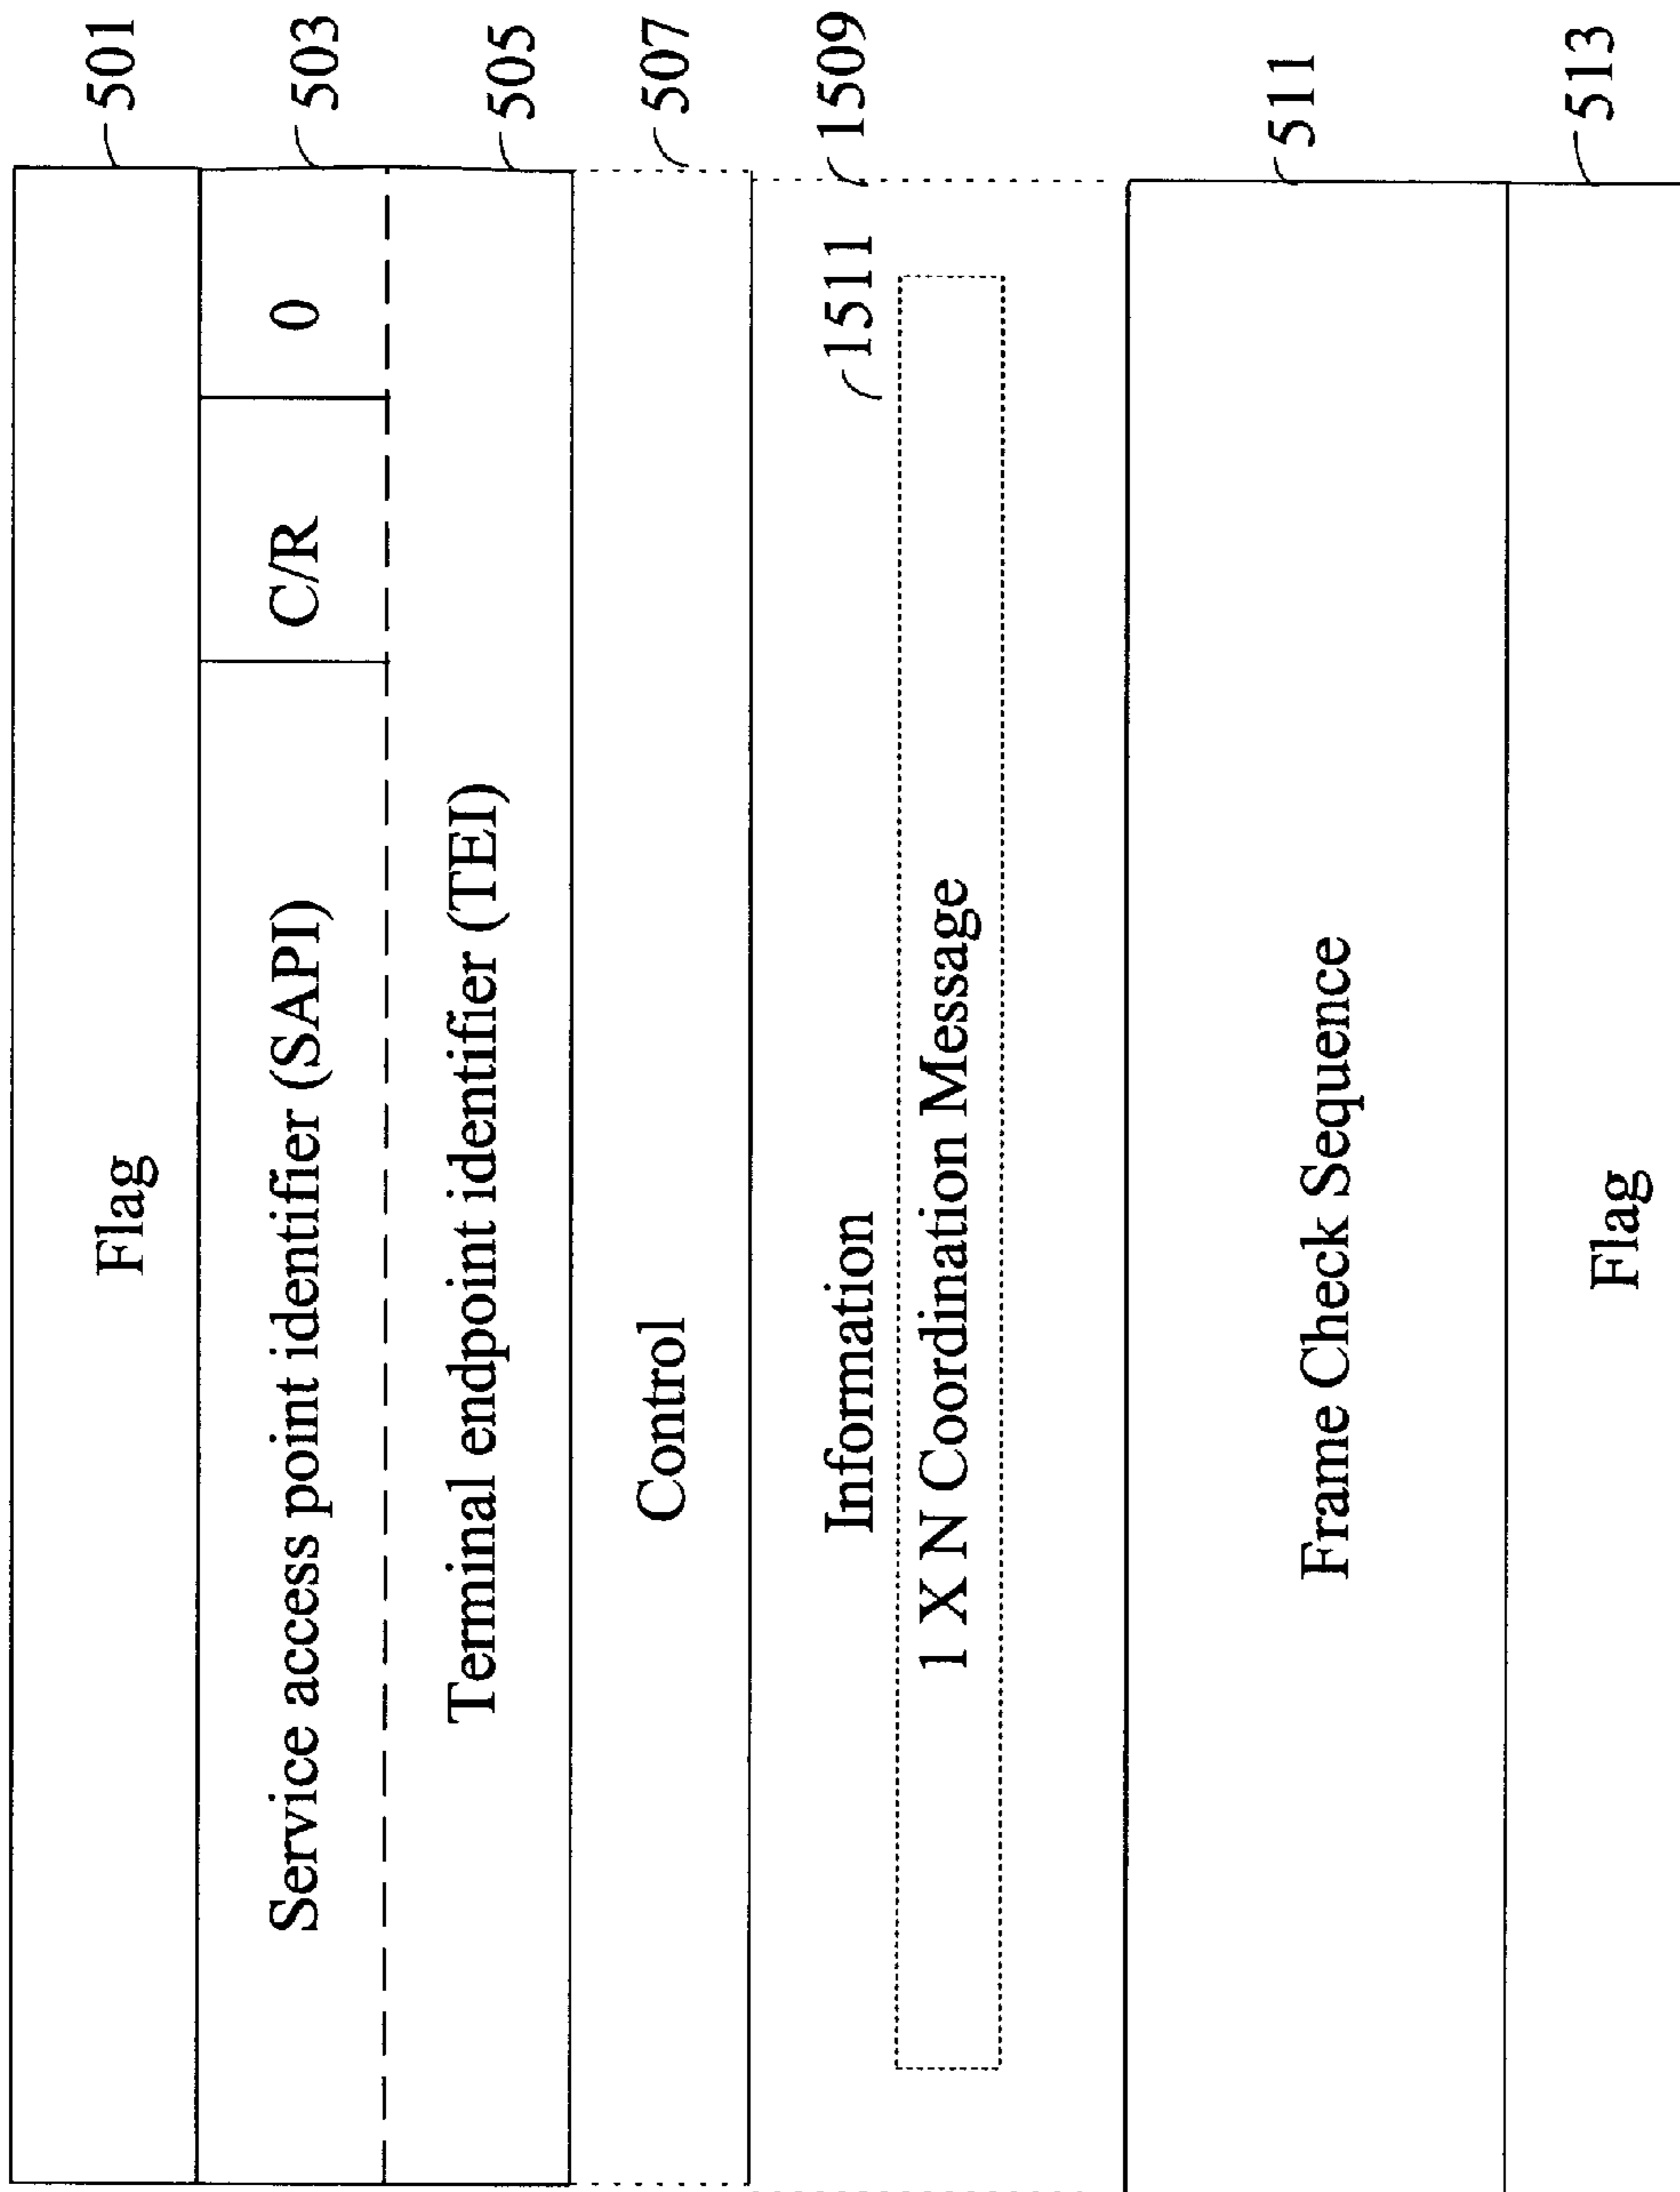 Flag 501
Service access point identifier (SAPI) C/R 0 503
Terminal endpoint identifier (TEI) 505
Control 507
Information 1511 1509
1 X N Coordination Message
Frame Check Sequence 511
Flag 513